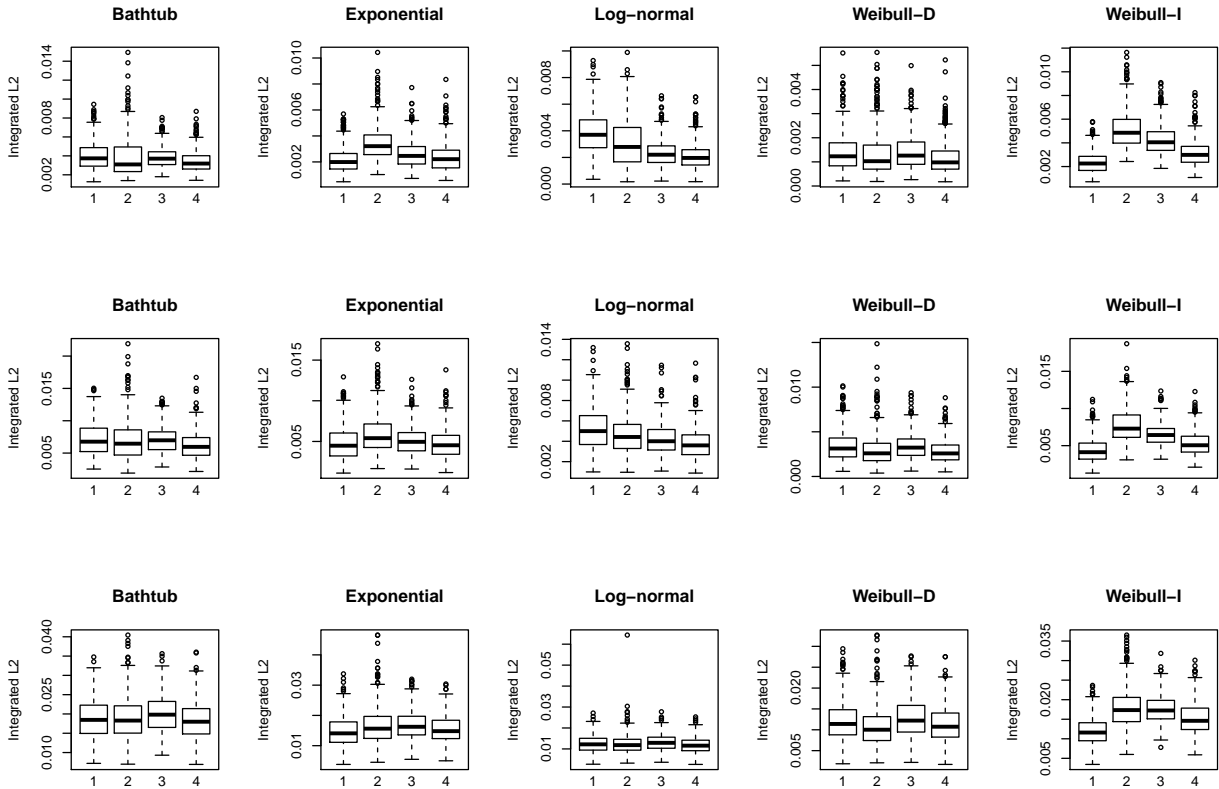 Bathtub Exponential Log−normal Weibull−D Weibull−I
Integrated L2 Integrated L2 Integrated L2 Integrated L2 Integrated L2
0.002 0.008 0.014
0.002 0.006 0.010
0.000 0.004 0.008
0.000 0.002 0.004
0.002 0.006 0.010
1 2 3 4 1 2 3 4 1 2 3 4 1 2 3 4 1 2 3 4
Bathtub Exponential Log−normal Weibull−D Weibull−I
Integrated L2 Integrated L2 Integrated L2 Integrated L2 Integrated L2
0.005 0.015
0.005 0.015
0.002 0.008 0.014
0.000 0.010
0.005 0.015
1 2 3 4 1 2 3 4 1 2 3 4 1 2 3 4 1 2 3 4
Bathtub Exponential Log−normal Weibull−D Weibull−I
Integrated L2 Integrated L2 Integrated L2 Integrated L2 Integrated L2
0.010 0.025 0.040
0.01 0.03
0.01 0.03 0.05
0.005 0.020
0.005 0.020 0.035
1 2 3 4 1 2 3 4 1 2 3 4 1 2 3 4 1 2 3 4